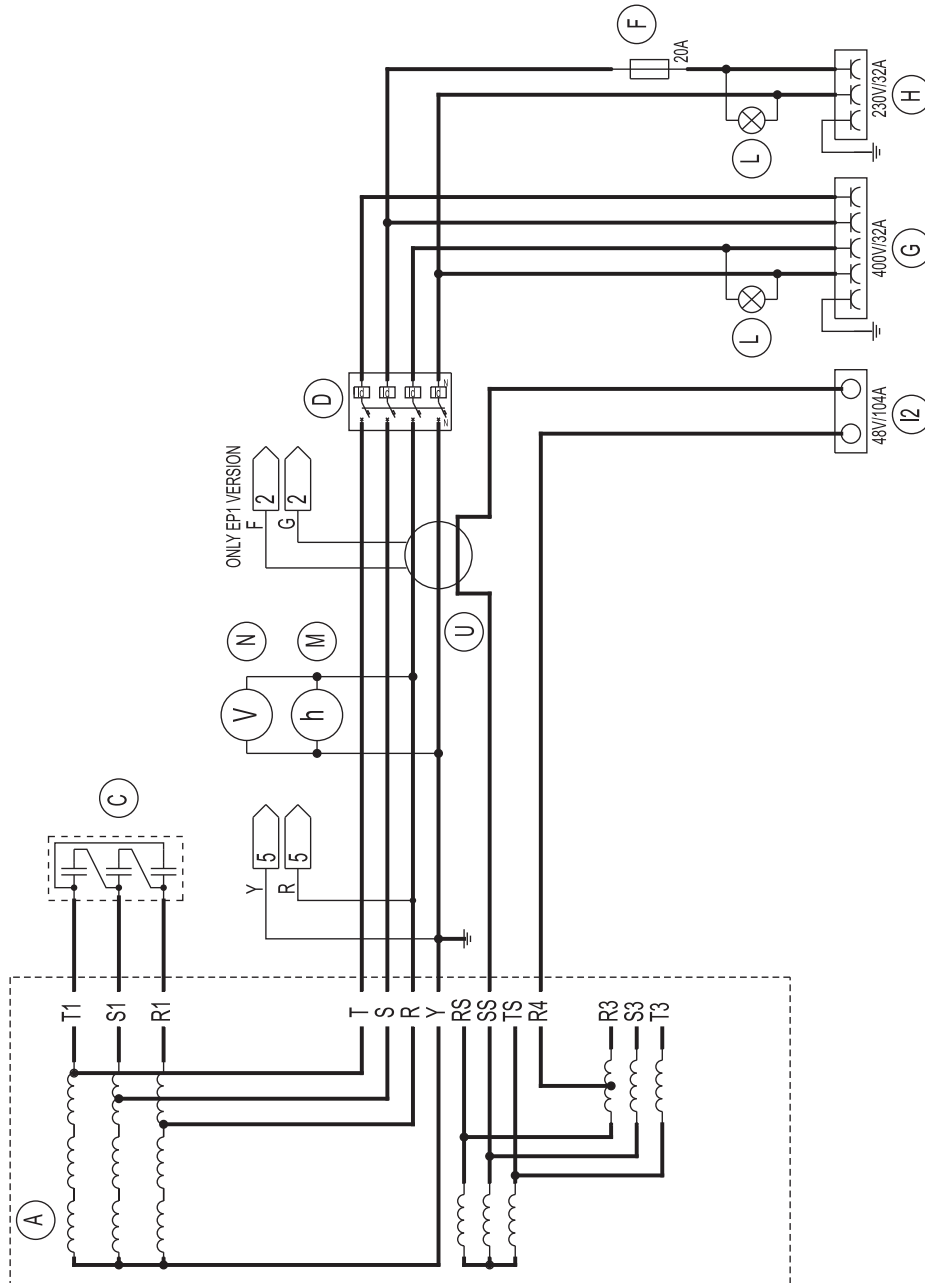 A
C
T1
S1
R1
T
S
R
Y
RS
SS
TS
R4
R3
S3
T3
Y 5
R 5
V
N
h
M
U
ONLY EP1 VERSION
F 2
G 2
D
N
N
I2
48V/104A
G
400V/32A
L
H
230V/32A
L
F
20A